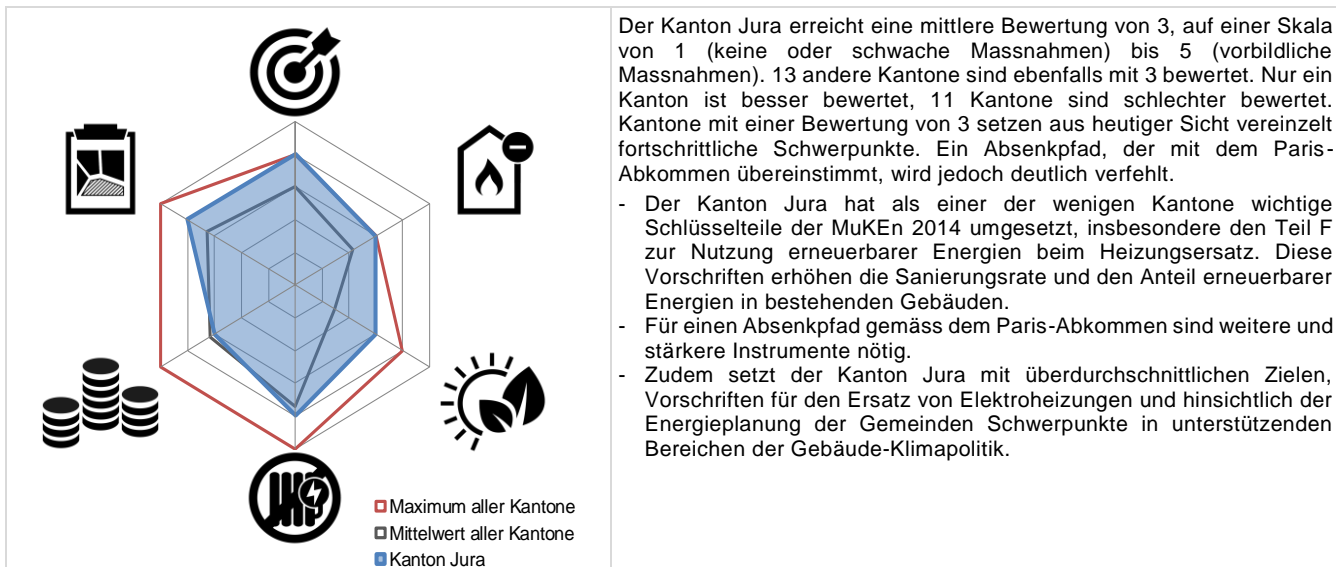 Maximum aller Kantone
Mittelwert aller Kantone
Kanton Jura
Der Kanton Jura erreicht eine mittlere Bewertung von 3, auf einer Skala
von 1 (keine oder schwache Massnahmen) bis 5 (vorbildliche
Massnahmen). 13 andere Kantone sind ebenfalls mit 3 bewertet. Nur ein
Kanton ist besser bewertet, 11 Kantone sind schlechter bewertet.
Kantone mit einer Bewertung von 3 setzen aus heutiger Sicht vereinzelt
fortschrittliche Schwerpunkte. Ein Absenkpfad, der mit dem Paris-
Abkommen übereinstimmt, wird jedoch deutlich verfehlt.
- Der Kanton Jura hat als einer der wenigen Kantone wichtige
Schlüsselteile der MuKEn 2014 umgesetzt, insbesondere den Teil F
zur Nutzung erneuerbarer Energien beim Heizungsersatz. Diese
Vorschriften erhöhen die Sanierungsrate und den Anteil erneuerbarer
Energien in bestehenden Gebäuden.
- Für einen Absenkpfad gemäss dem Paris-Abkommen sind weitere und
stärkere Instrumente nötig.
- Zudem setzt der Kanton Jura mit überdurchschnittlichen Zielen,
Vorschriften für den Ersatz von Elektroheizungen und hinsichtlich der
Energieplanung der Gemeinden Schwerpunkte in unterstützenden
Bereichen der Gebäude-Klimapolitik.